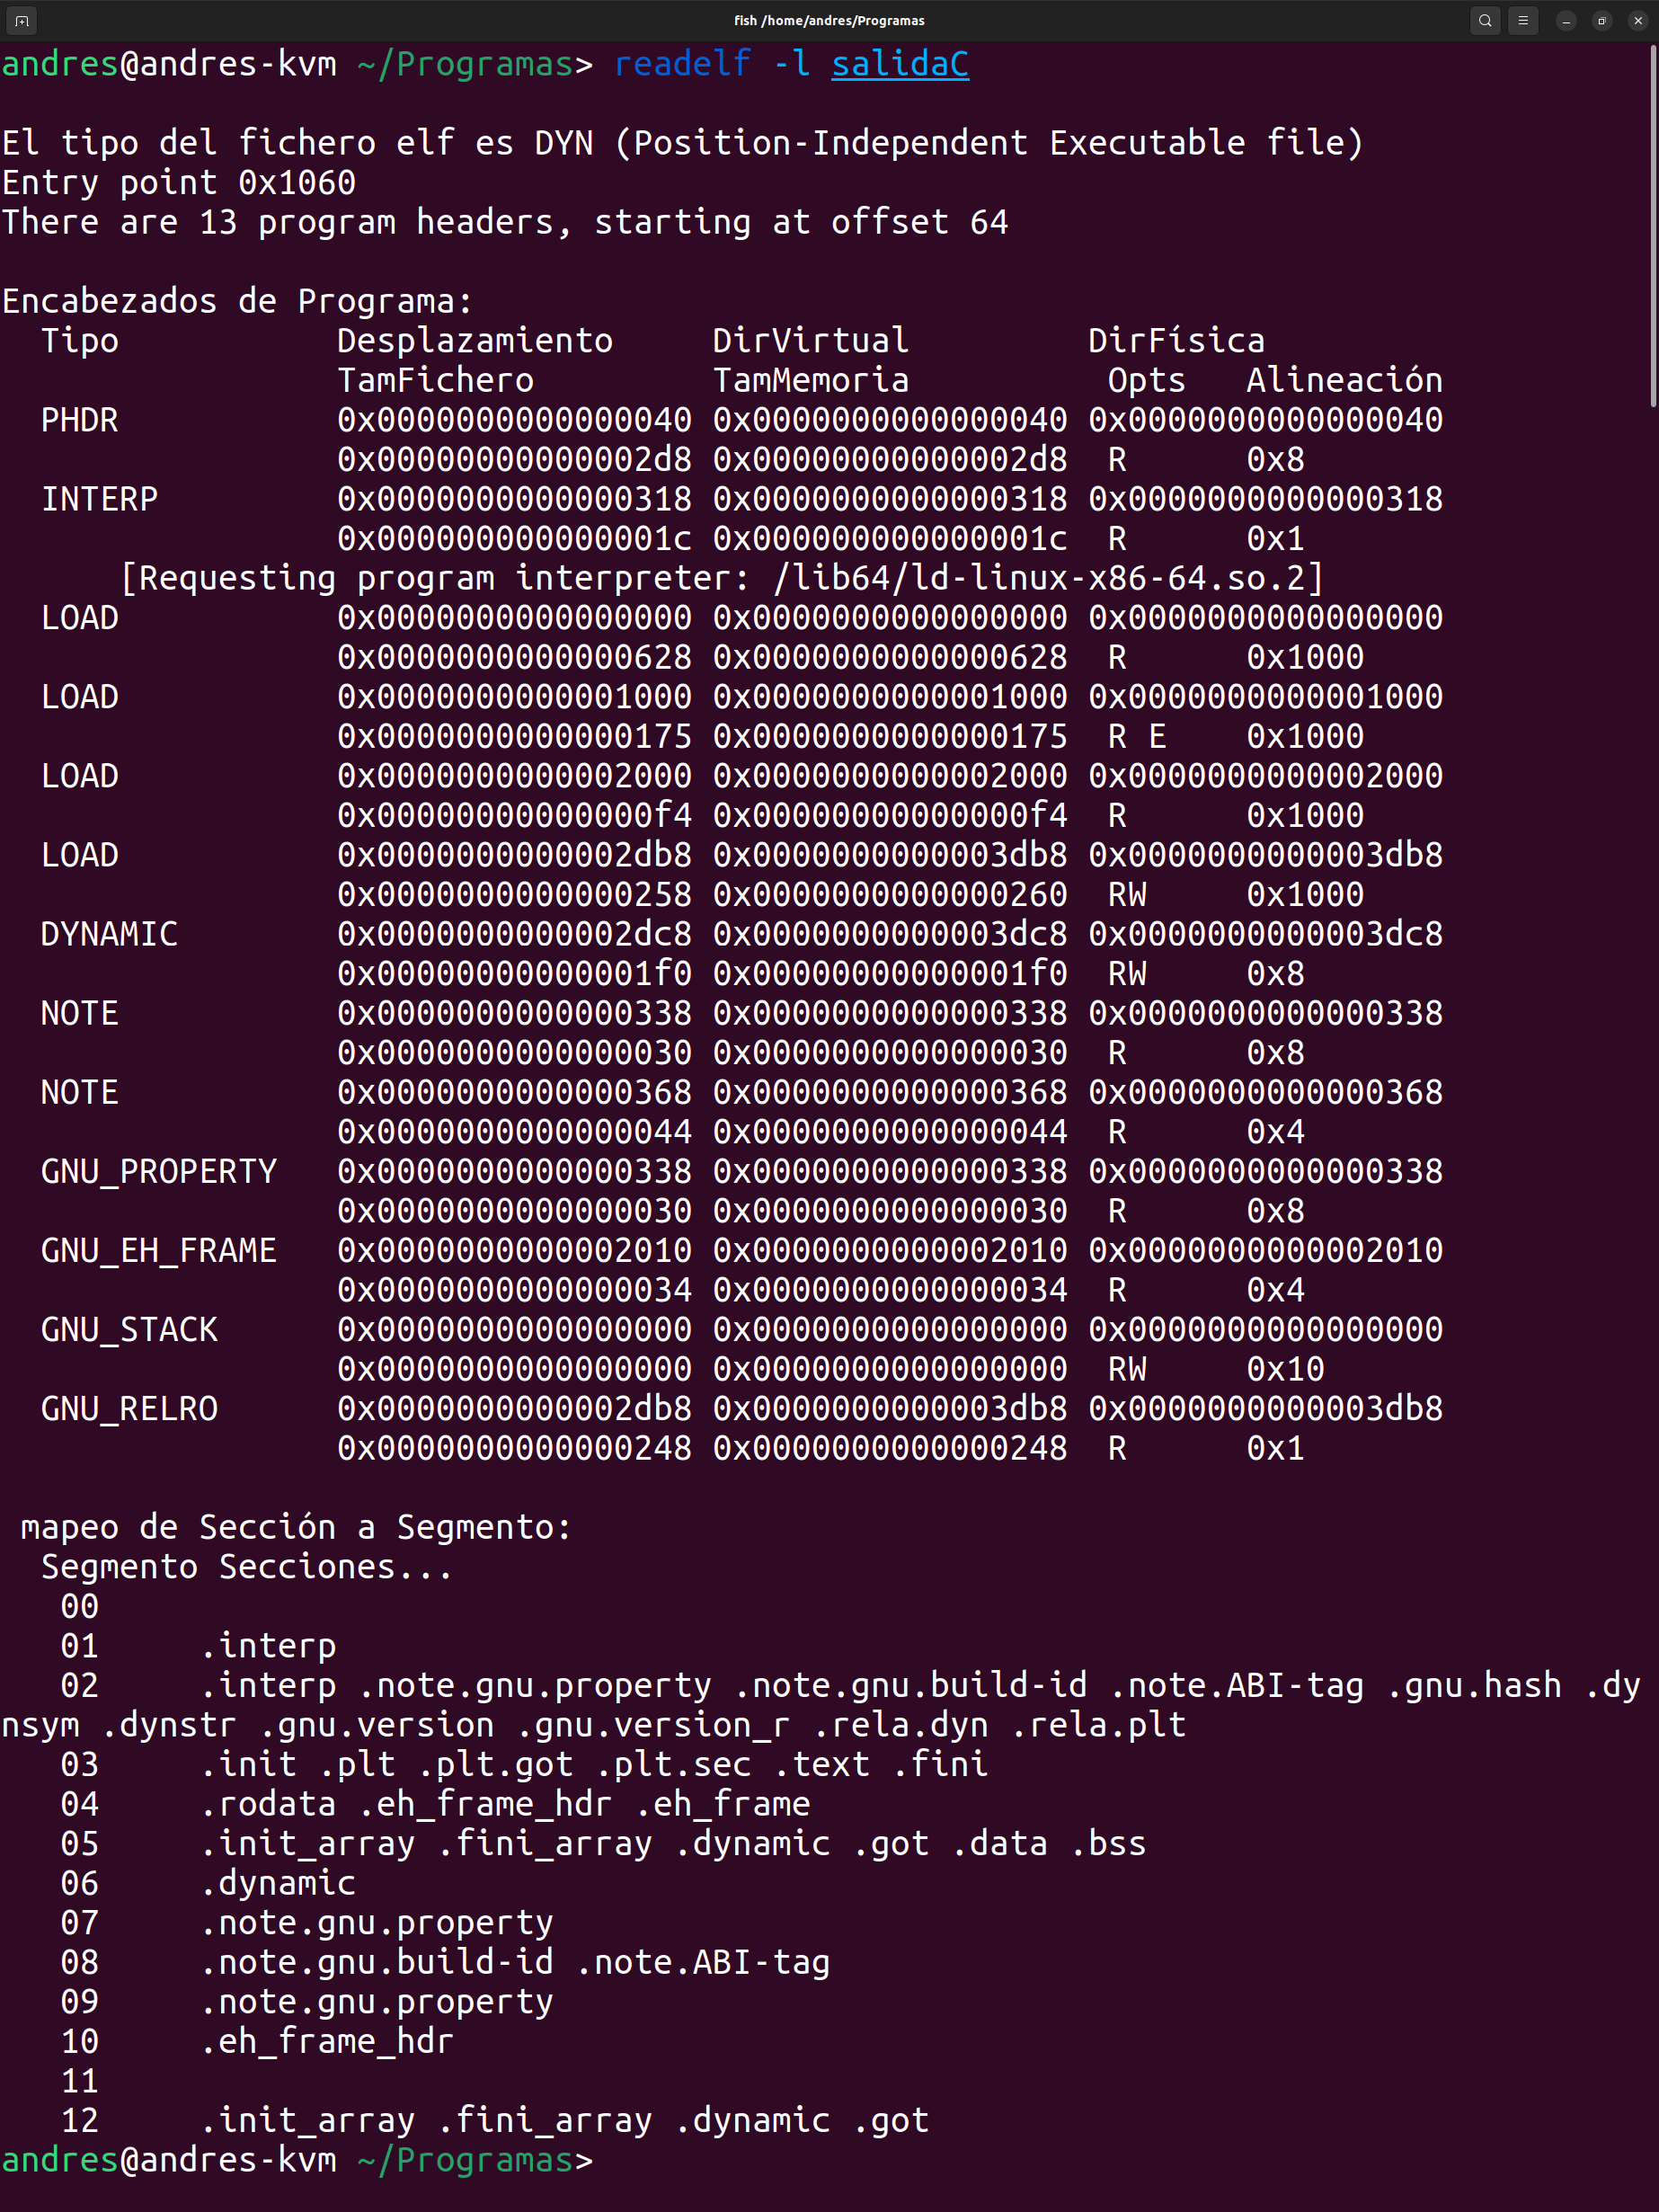 fish /home/andres/Programas
andres@andres-kvm ~/Programas> readelf -l salidaC

El tipo del fichero elf es DYN (Position-Independent Executable file)
Entry point 0x1060
There are 13 program headers, starting at offset 64

Encabezados de Programa:
  Tipo           Desplazamiento     DirVirtual         DirFísica
                 TamFichero         TamMemoria          Opts   Alineación
  PHDR           0x0000000000000040 0x0000000000000040 0x0000000000000040
                 0x00000000000002d8 0x00000000000002d8  R      0x8
  INTERP         0x0000000000000318 0x0000000000000318 0x0000000000000318
                 0x000000000000001c 0x000000000000001c  R      0x1
      [Requesting program interpreter: /lib64/ld-linux-x86-64.so.2]
  LOAD           0x0000000000000000 0x0000000000000000 0x0000000000000000
                 0x0000000000000628 0x0000000000000628  R      0x1000
  LOAD           0x0000000000001000 0x0000000000001000 0x0000000000001000
                 0x0000000000000175 0x0000000000000175  R E    0x1000
  LOAD           0x0000000000002000 0x0000000000002000 0x0000000000002000
                 0x00000000000000f4 0x00000000000000f4  R      0x1000
  LOAD           0x0000000000002db8 0x0000000000003db8 0x0000000000003db8
                 0x0000000000000258 0x0000000000000260  RW     0x1000
  DYNAMIC        0x0000000000002dc8 0x0000000000003dc8 0x0000000000003dc8
                 0x00000000000001f0 0x00000000000001f0  RW     0x8
  NOTE           0x0000000000000338 0x0000000000000338 0x0000000000000338
                 0x0000000000000030 0x0000000000000030  R      0x8
  NOTE           0x0000000000000368 0x0000000000000368 0x0000000000000368
                 0x0000000000000044 0x0000000000000044  R      0x4
  GNU_PROPERTY   0x0000000000000338 0x0000000000000338 0x0000000000000338
                 0x0000000000000030 0x0000000000000030  R      0x8
  GNU_EH_FRAME   0x0000000000002010 0x0000000000002010 0x0000000000002010
                 0x0000000000000034 0x0000000000000034  R      0x4
  GNU_STACK      0x0000000000000000 0x0000000000000000 0x0000000000000000
                 0x0000000000000000 0x0000000000000000  RW     0x10
  GNU_RELRO      0x0000000000002db8 0x0000000000003db8 0x0000000000003db8
                 0x0000000000000248 0x0000000000000248  R      0x1

 mapeo de Sección a Segmento:
  Segmento Secciones...
   00
   01     .interp
   02     .interp .note.gnu.property .note.gnu.build-id .note.ABI-tag .gnu.hash .dy
nsym .dynstr .gnu.version .gnu.version_r .rela.dyn .rela.plt
   03     .init .plt .plt.got .plt.sec .text .fini
   04     .rodata .eh_frame_hdr .eh_frame
   05     .init_array .fini_array .dynamic .got .data .bss
   06     .dynamic
   07     .note.gnu.property
   08     .note.gnu.build-id .note.ABI-tag
   09     .note.gnu.property
   10     .eh_frame_hdr
   11
   12     .init_array .fini_array .dynamic .got
andres@andres-kvm ~/Programas>